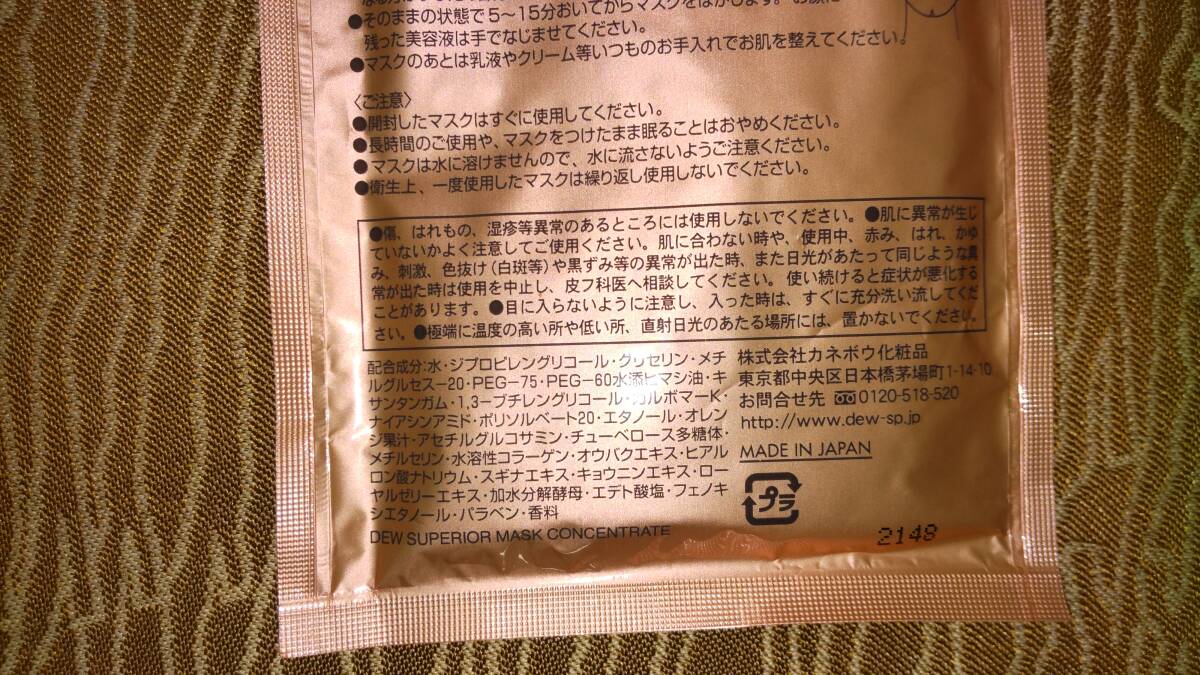 ●そのままの状態で5～15分おいてからマスクをはがします。お顔に
残った美容液は手でなじませてください。
●マスクのあとは乳液やクリーム等いつものお手入れでお肌を整えてください。
〈ご注意〉
●開封したマスクはすぐに使用してください。
●長時間のご使用や、マスクをつけたまま眠ることはおやめください。
●マスクは水に溶けませんので、水に流さないようご注意ください。
●衛生上、一度使用したマスクは繰り返し使用しないでください。
●傷、はれもの、湿疹等異常のあるところには使用しないでください。●肌に異常が生じ
ていないかよく注意してご使用ください。肌に合わない時や、使用中、赤み、はれ、かゆ
み、刺激、色抜け(白斑等)や黒ずみ等の異常が出た時、また日光があたって同じような異
常が出た時は使用を中止し、皮フ科医へ相談してください。使い続けると症状が悪化する
ことがあります。●目に入らないように注意し、入った時は、すぐに充分洗い流してくだ
さい。●極端に温度の高い所や低い所、直射日光のあたる場所には、置かないでください。
配合成分:水・ジプロピレングリコール・グリセリン・メチ
ルグルセス-20・PEG-75・PEG-60水添ヒマシ油・キ
サンタンガム・1,3-ブチレングリコール・カルボマーK・
ナイアシンアミド・ポリソルベート20・エタノール・オレン
ジ果汁・アセチルグルコサミン・チューベロース多糖体・
メチルセリン・水溶性コラーゲン・オウバクエキス・ヒアル
ロン酸ナトリウム・スギナエキス・キョウニンエキス・ロー
ヤルゼリーエキス・加水分解酵母・エデト酸塩・フェノキ
シエタノール・パラベン・香料
DEW SUPERIOR MASK CONCENTRATE
株式会社カネボウ化粧品
東京都中央区日本橋茅場町1-14-10
お問合せ先 0120-518-520
http://www.dew-sp.jp
MADE IN JAPAN
プラ
2148